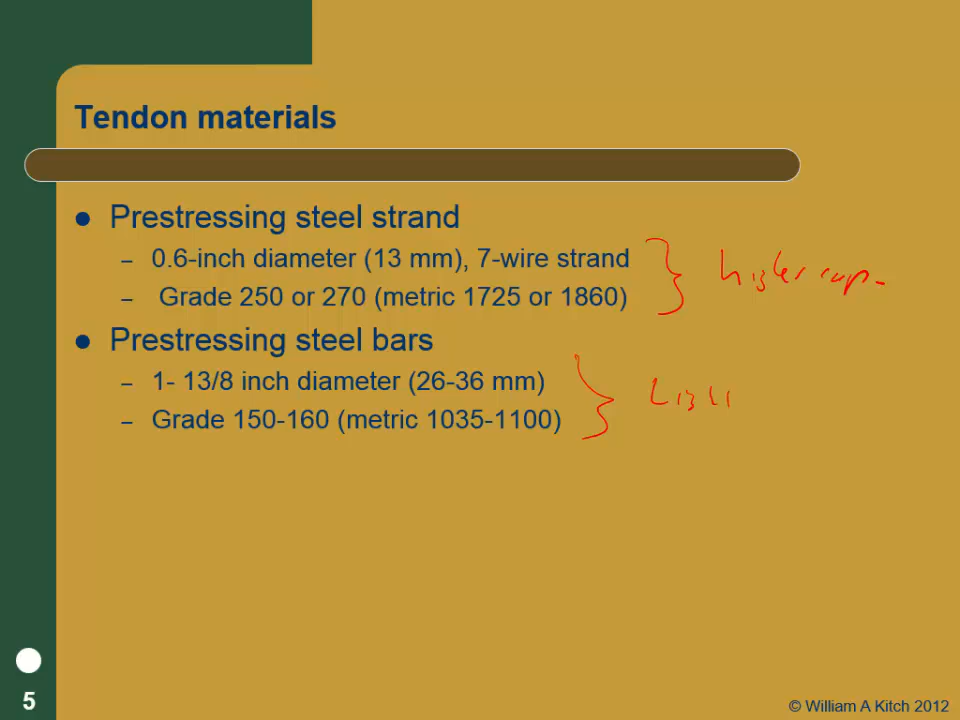 Tendon materials
Prestressing steel strand
– 0.6-inch diameter (13 mm), 7-wire strand
– Grade 250 or 270 (metric 1725 or 1860)
higher cap.
Prestressing steel bars
– 1- 13/8 inch diameter (26-36 mm)
– Grade 150-160 (metric 1035-1100)
5
© William A Kitch 2012